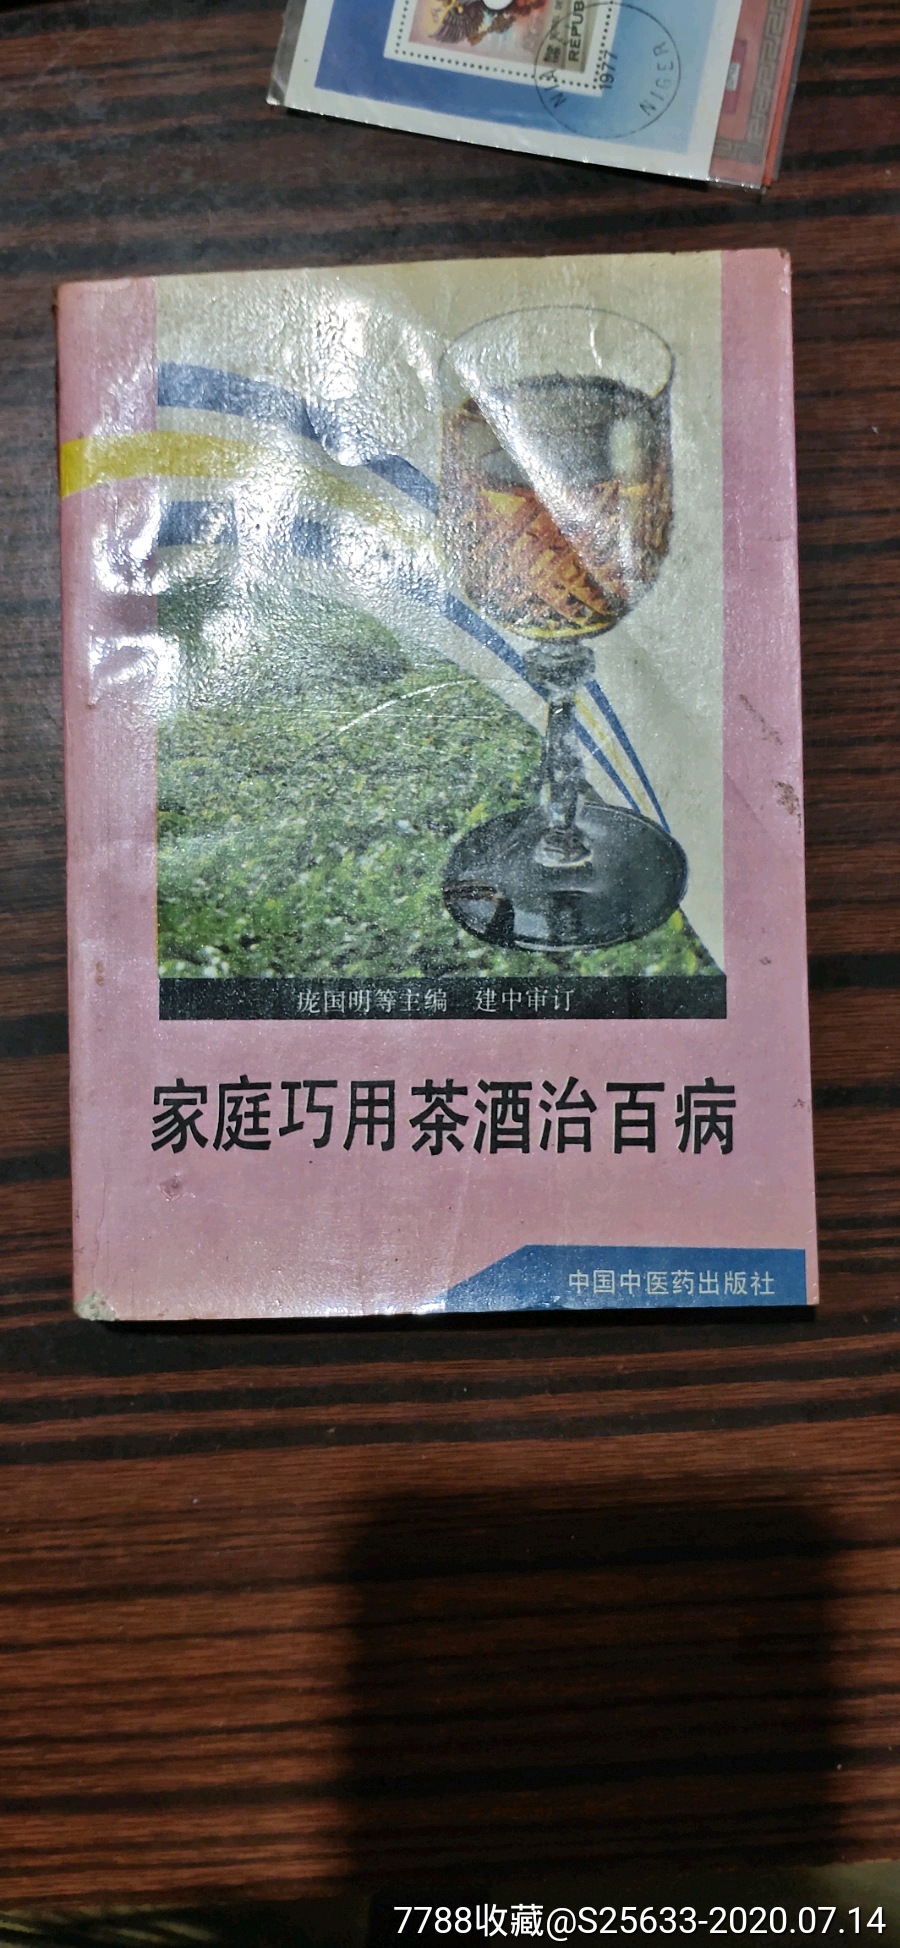 REPUB
1977
NIGER
庞国明等主编 建中审订
家庭巧用茶酒治百病
中国中医药出版社
7788收藏@S25633-2020.07.14